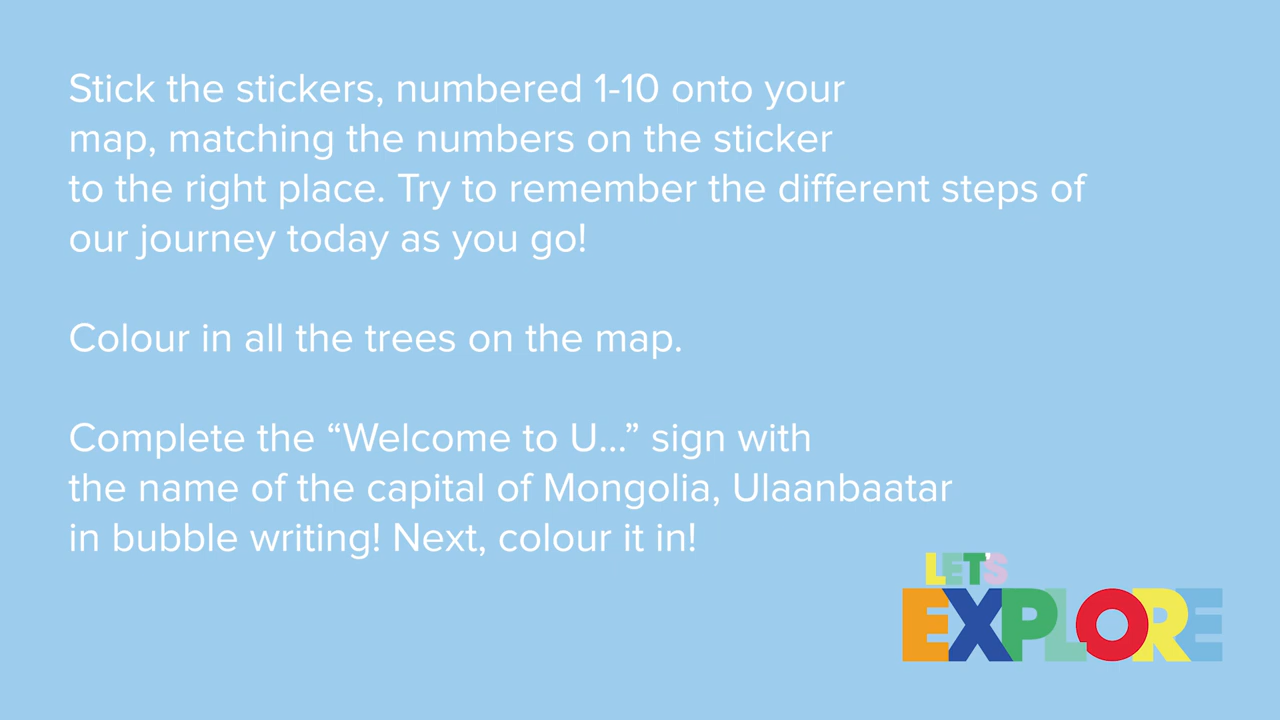 Stick the stickers, numbered 1-10 onto your
map, matching the numbers on the sticker
to the right place. Try to remember the different steps of
our journey today as you go!
Colour in all the trees on the map.
Complete the “Welcome to U...” sign with
the name of the capital of Mongolia, Ulaanbaatar
in bubble writing! Next, colour it in!
LET'S
EXPLORE